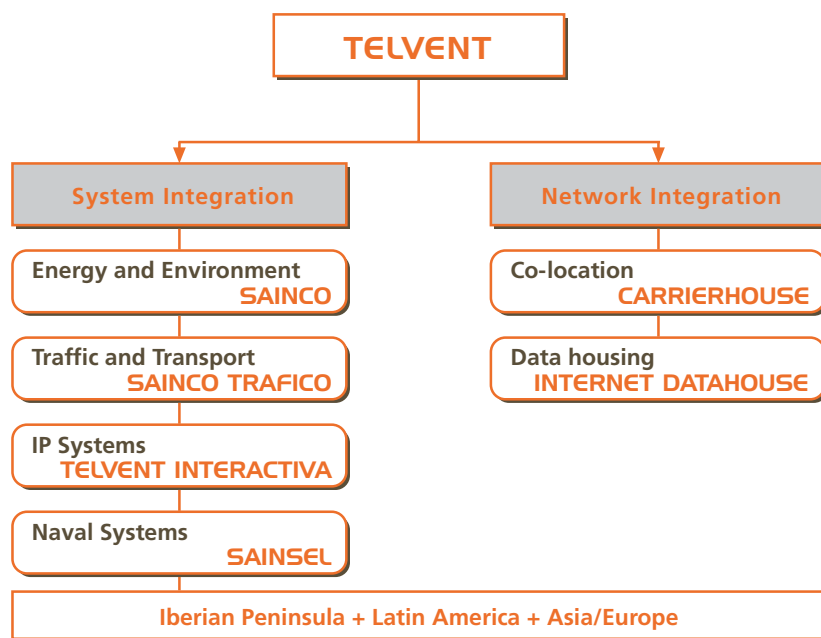 TELVENT
System Integration
Energy and Environment
SAINCO
Traffic and Transport
SAINCO TRAFICO
IP Systems
TELVENT INTERACTIVA
Naval Systems
SAINSEL
Network Integration
Co-location
CARRIERHOUSE
Data housing
INTERNET DATAHOUSE
Iberian Peninsula + Latin America + Asia/Europe